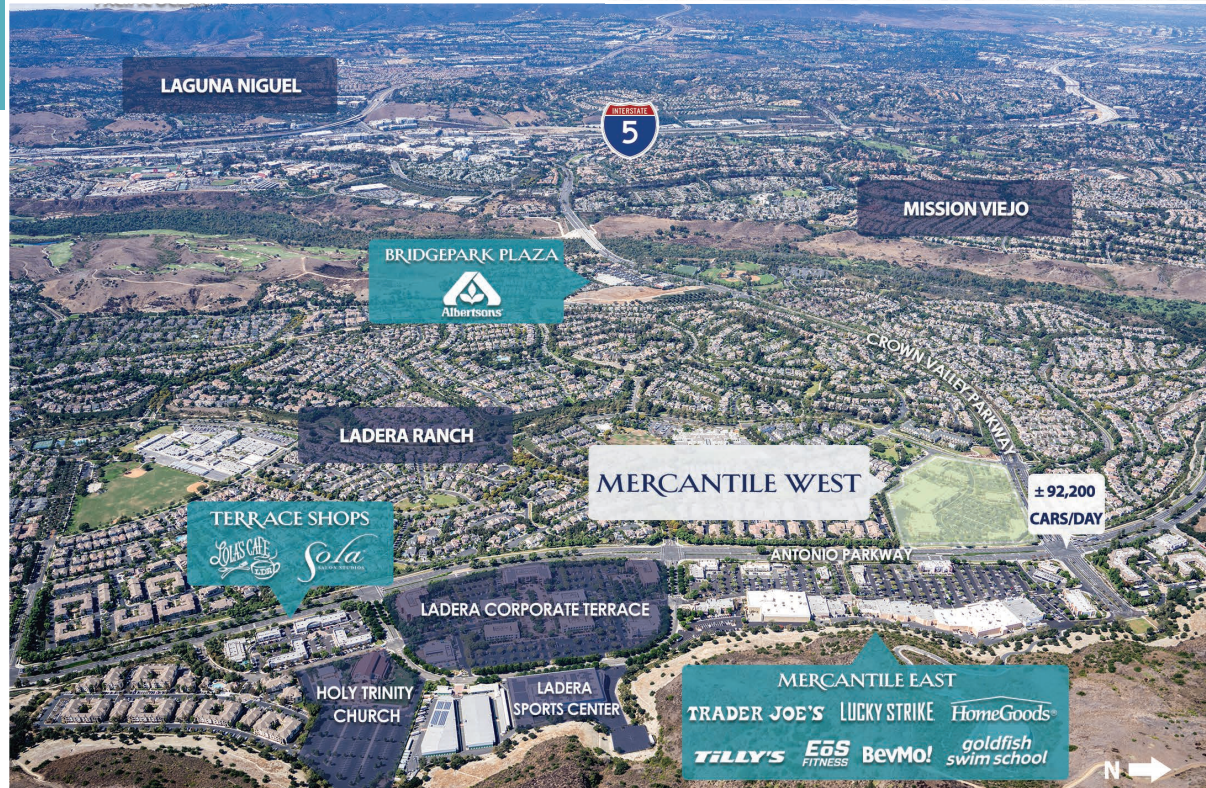 LAGUNA NIGUEL
INTERSTATE
5
MISSION VIEJO
BRIDGEPARK PLAZA
Albertsons
CROWN VALLEY PARKWAY
LADERA RANCH
MERCANTILE WEST
± 92,200
CARS/DAY
TERRACE SHOPS
LOLA'S CAFE
Sola
SALON STUDIOS
ANTONIO PARKWAY
LADERA CORPORATE TERRACE
HOLY TRINITY
CHURCH
LADERA
SPORTS CENTER
MERCANTILE EAST
TRADER JOE'S LUCKY STRIKE HomeGoods®
TiLLY'S EōS FITNESS BevMo! goldfish swim school
N